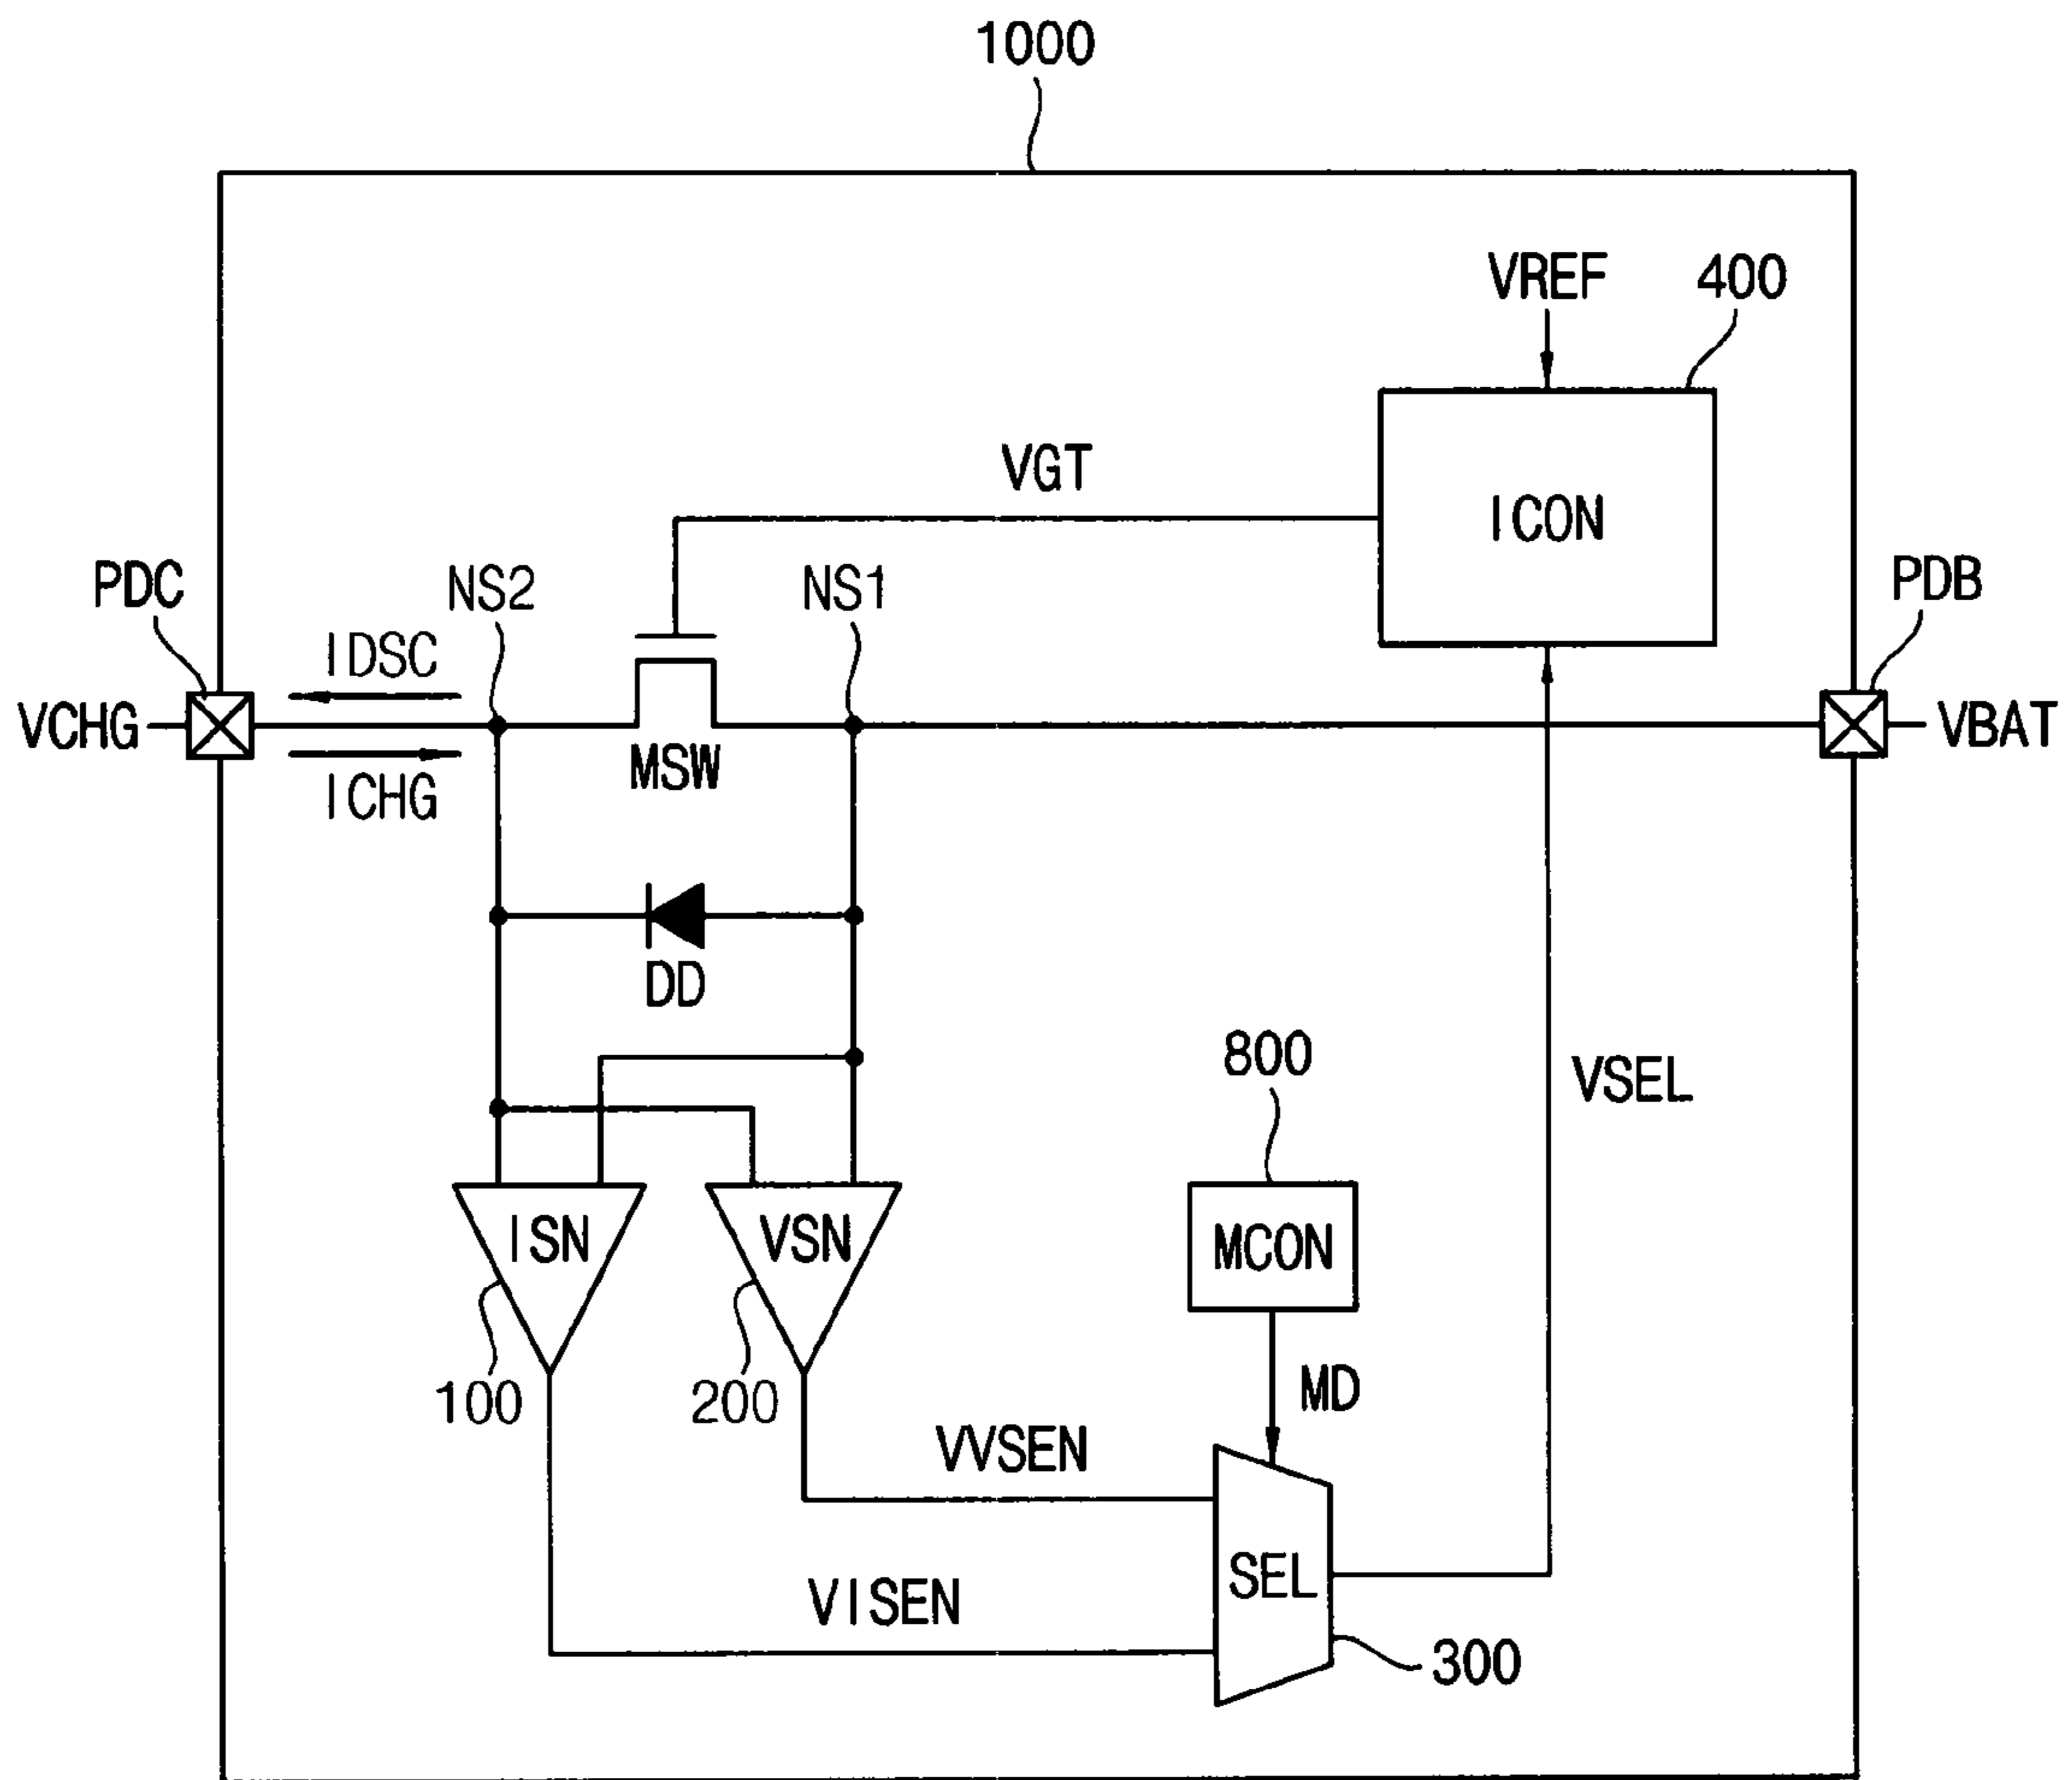 1000
VREF
400
VGT
ICON
PDC
NS2
NS1
PDB
IDSC
VCHG
VBAT
MSW
ICHG
DD
800
VSEL
ISN
VSN
MCON
100
200
MD
VVSEN
SEL
VISEN
300